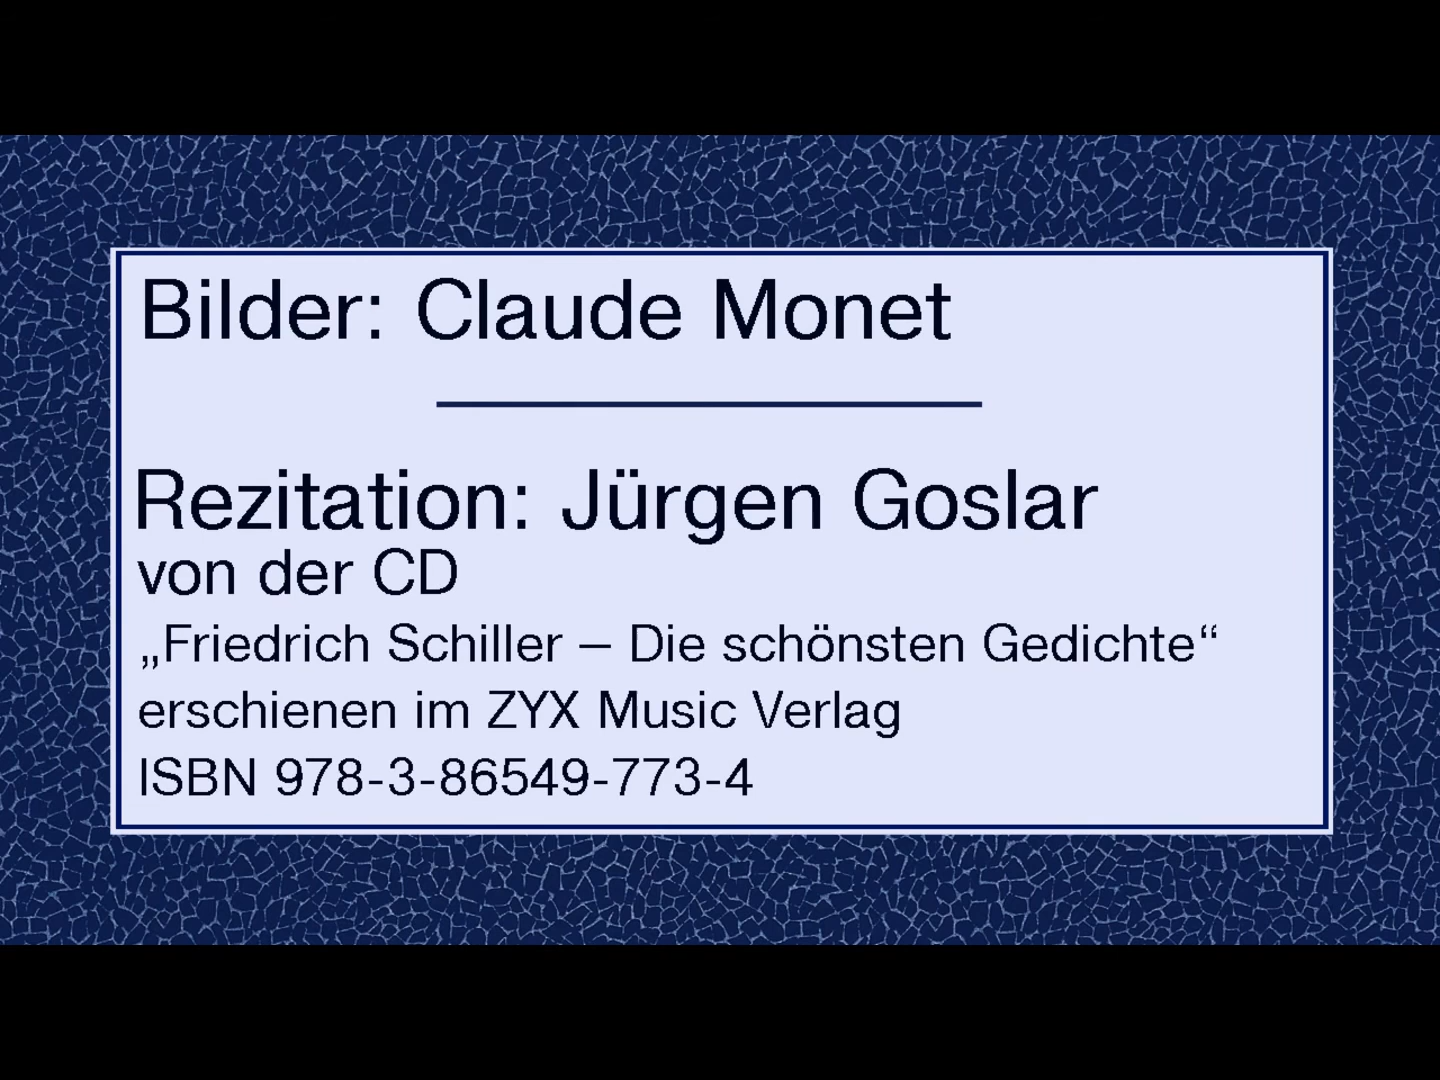 Bilder: Claude Monet
Rezitation: Jürgen Goslar
von der CD
„Friedrich Schiller – Die schönsten Gedichte“
erschienen im ZYX Music Verlag
ISBN 978-3-86549-773-4